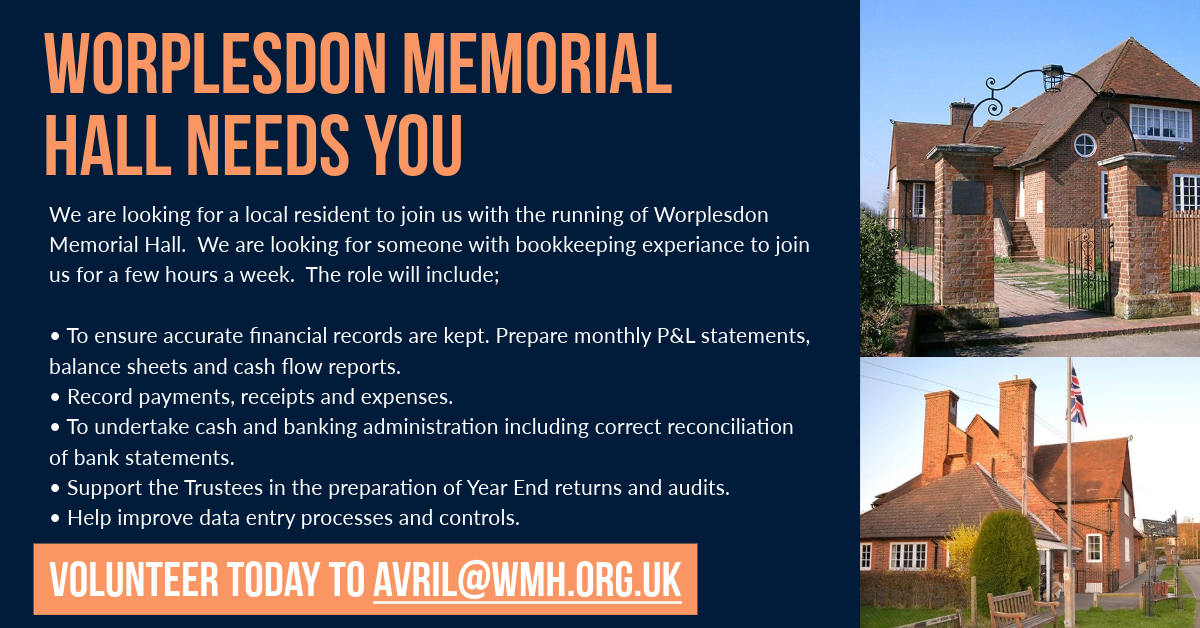 WORPLESDON MEMORIAL
HALL NEEDS YOU
We are looking for a local resident to join us with the running of Worplesdon
Memorial Hall.  We are looking for someone with bookkeeping experiance to join
us for a few hours a week.  The role will include;
• To ensure accurate financial records are kept. Prepare monthly P&L statements,
balance sheets and cash flow reports.
• Record payments, receipts and expenses.
• To undertake cash and banking administration including correct reconciliation
of bank statements.
• Support the Trustees in the preparation of Year End returns and audits.
• Help improve data entry processes and controls.
VOLUNTEER TODAY TO AVRIL@WMH.ORG.UK